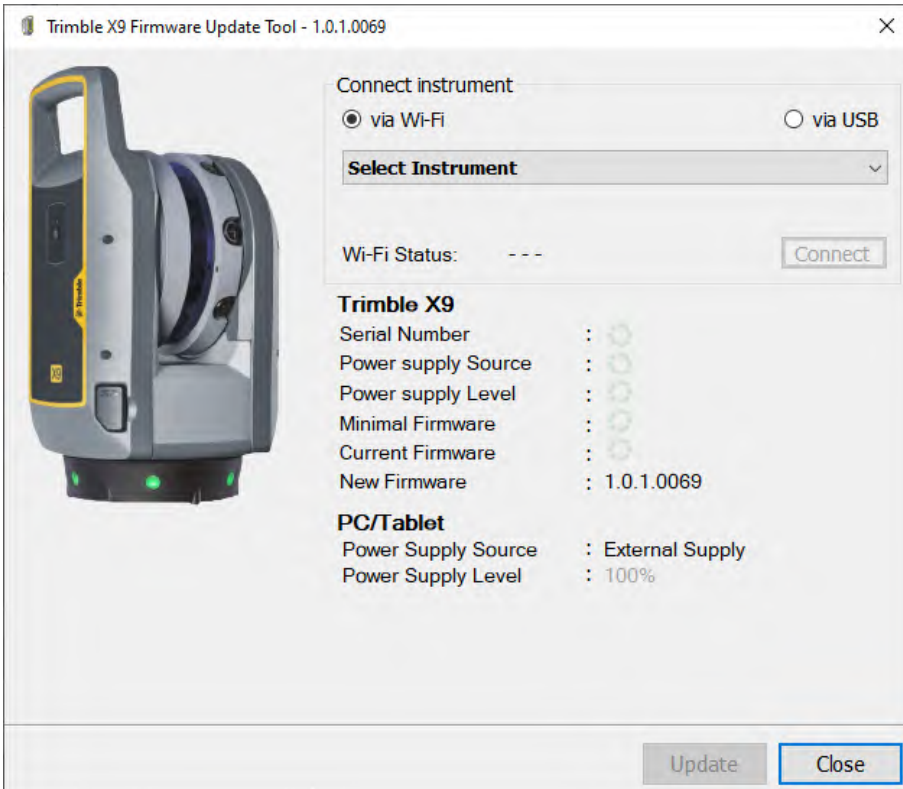 Trimble X9 Firmware Update Tool - 1.0.1.0069
Connect instrument
via Wi-Fi
via USB
Select Instrument
Wi-Fi Status: - - -
Connect
Trimble X9
Serial Number :
Power supply Source :
Power supply Level :
Minimal Firmware :
Current Firmware :
New Firmware : 1.0.1.0069
PC/Tablet
Power Supply Source : External Supply
Power Supply Level : 100%
Trimble
X9
Update
Close